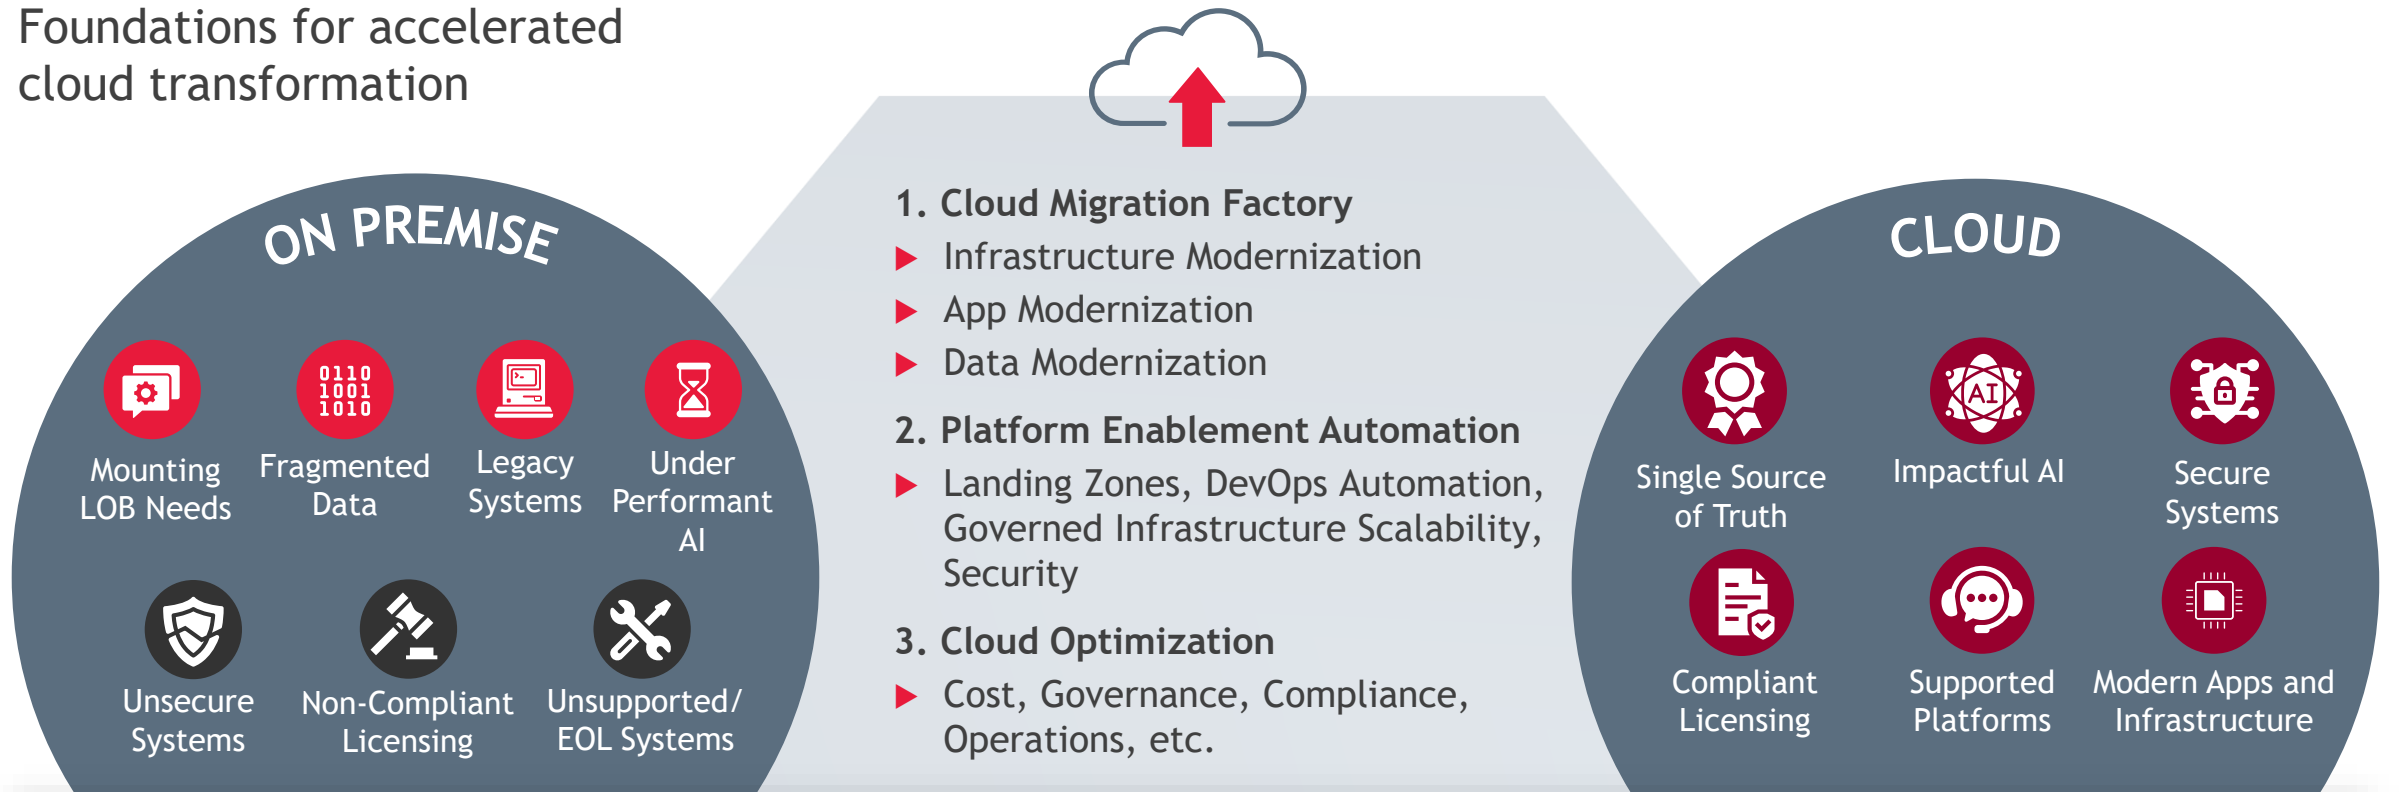 Foundations for accelerated
cloud transformation
ON PREMISE
0110
1001
1010
Mounting
LOB Needs
Fragmented
Data
Legacy
Systems
Under
Performant
AI
Unsecure
Systems
Non-Compliant
Licensing
Unsupported/
EOL Systems
1. Cloud Migration Factory
Infrastructure Modernization
App Modernization
Data Modernization
2. Platform Enablement Automation
Landing Zones, DevOps Automation,
Governed Infrastructure Scalability,
Security
3. Cloud Optimization
Cost, Governance, Compliance,
Operations, etc.
CLOUD
Single Source
of Truth
AI
Impactful AI
Secure
Systems
Compliant
Licensing
Supported
Platforms
Modern Apps and
Infrastructure